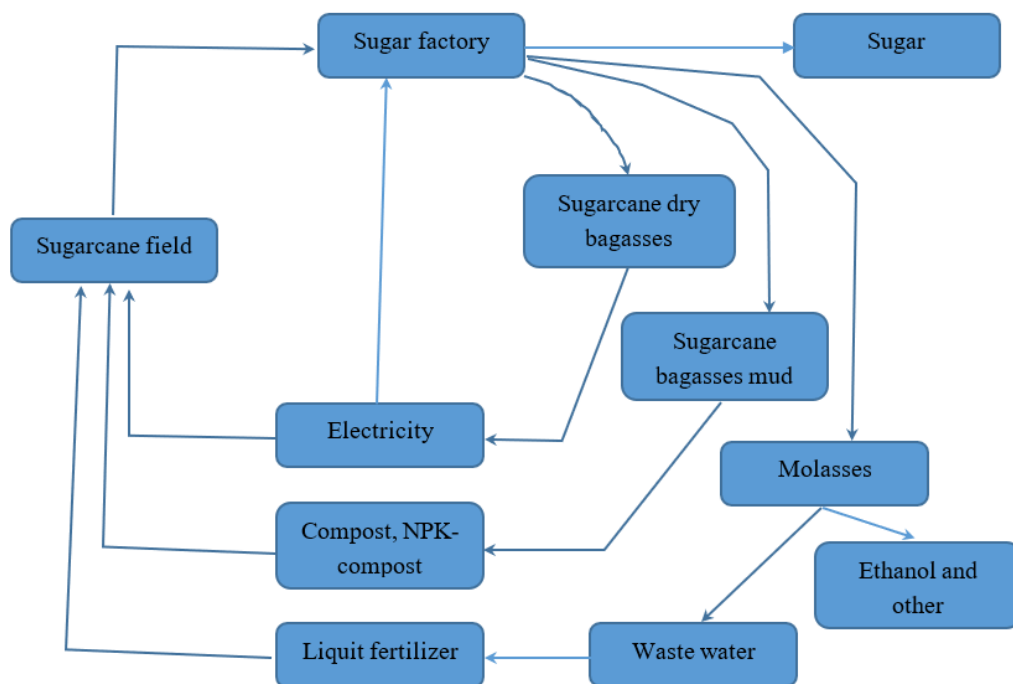 Sugar factory
Sugar
Sugarcane dry
bagasses
Sugarcane field
Sugarcane
bagasses mud
Electricity
Molasses
Compost, NPK-
compost
Ethanol and
other
Liquit fertilizer
Waste water